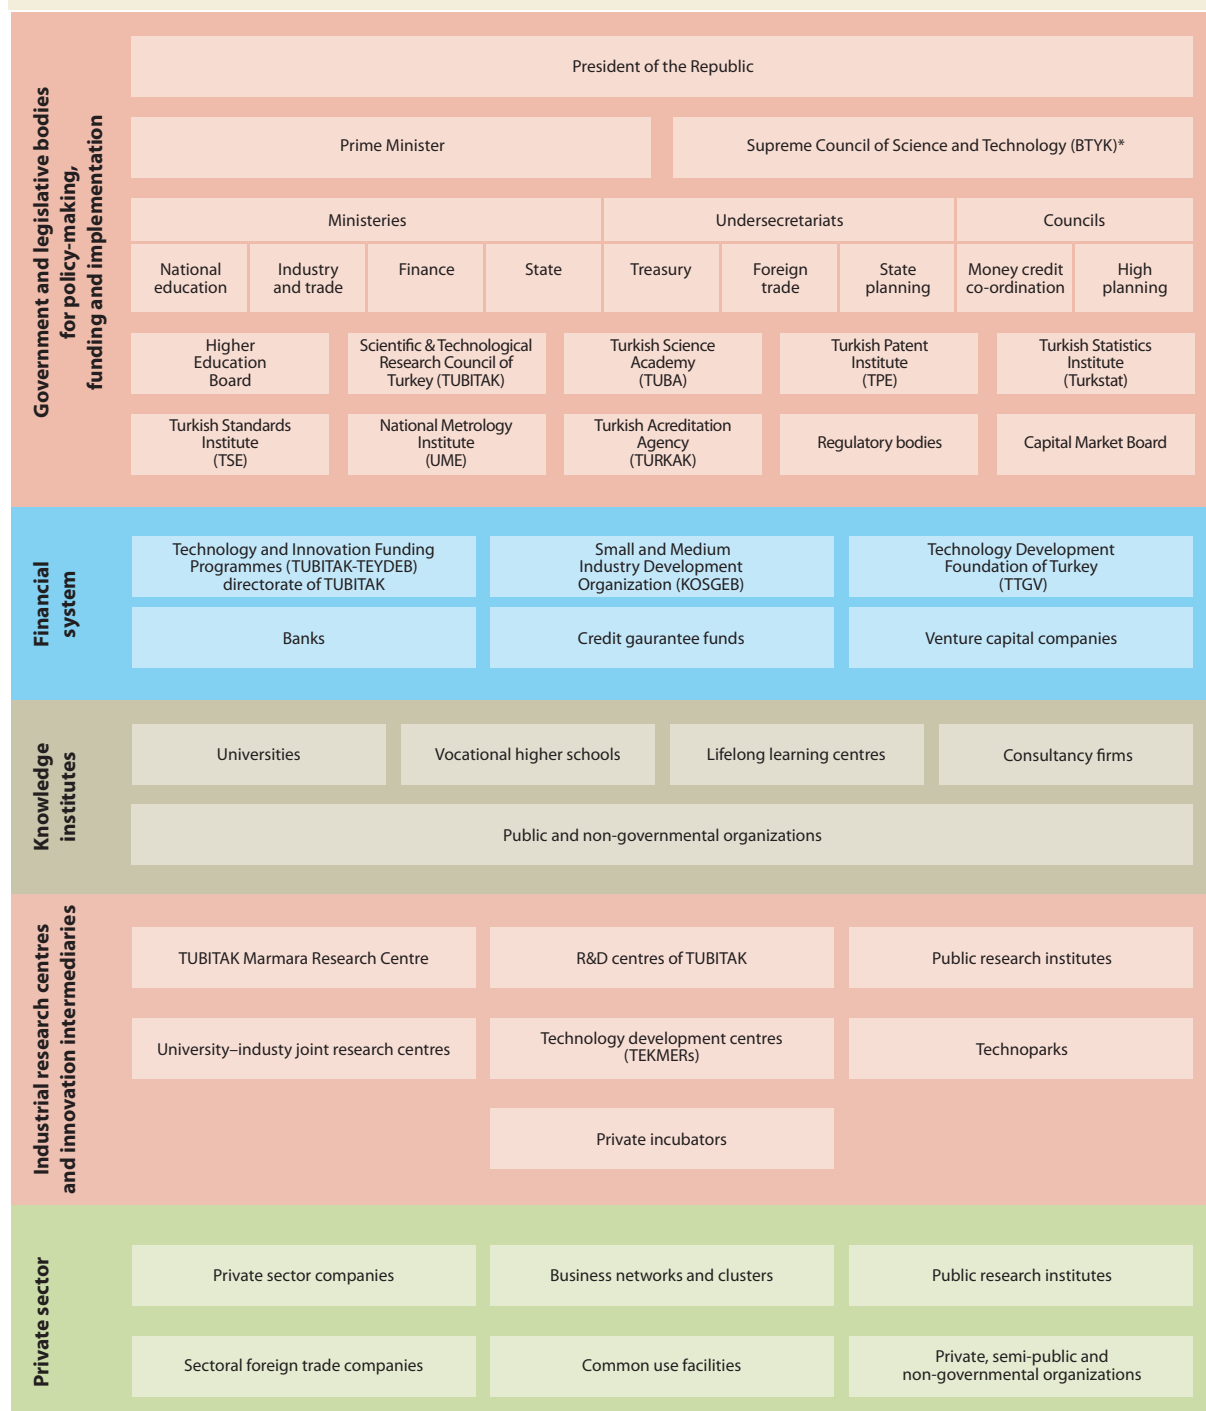 Government and legislative bodies
for policy-making,
funding and implementation
President of the Republic
Prime Minister
Supreme Council of Science and Technology (BTYK)*
Ministeries
Undersecretariats
Councils
National
education
Industry
and trade
Finance
State
Treasury
Foreign
trade
State
planning
Money credit
co-ordination
High
planning
Higher
Education
Board
Scientific & Technological
Research Council of
Turkey (TUBITAK)
Turkish Science
Academy
(TUBA)
Turkish Patent
Institute
(TPE)
Turkish Statistics
Institute
(Turkstat)
Turkish Standards
Institute
(TSE)
National Metrology
Institute
(UME)
Turkish Acreditation
Agency
(TURKAK)
Regulatory bodies
Capital Market Board
Financial
system
Technology and Innovation Funding
Programmes (TUBITAK-TEYDEB)
directorate of TUBITAK
Small and Medium
Industry Development
Organization (KOSGEB)
Technology Development
Foundation of Turkey
(TTGV)
Banks
Credit gaurantee funds
Venture capital companies
Knowledge
institutes
Universities
Vocational higher schools
Lifelong learning centres
Consultancy firms
Public and non-governmental organizations
Industrial research centres
and innovation intermediaries
TUBITAK Marmara Research Centre
R&D centres of TUBITAK
Public research institutes
University–industy joint research centres
Technology development centres
(TEKMERs)
Technoparks
Private incubators
Private sector
Private sector companies
Business networks and clusters
Public research institutes
Sectoral foreign trade companies
Common use facilities
Private, semi-public and
non-governmental organizations